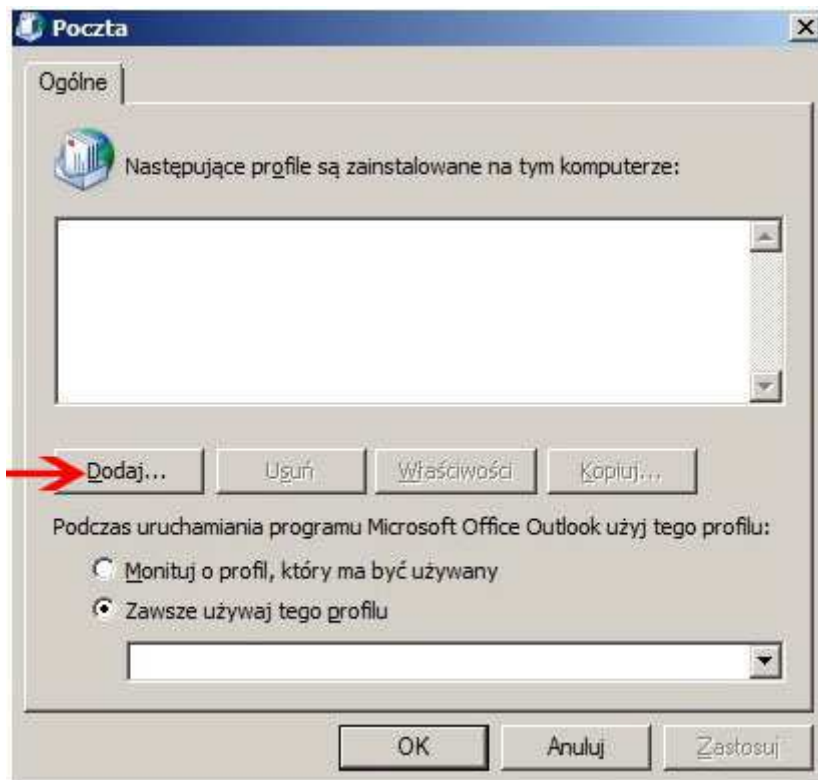 Poczta
Ogólne
Następujące profile są zainstalowane na tym komputerze:
Dodaj... Usuń Właściwości Kopiuj...
Podczas uruchamiania programu Microsoft Office Outlook użyj tego profilu:
Monituj o profil, który ma być używany
Zawsze używaj tego profilu
OK Anuluj Zastosuj